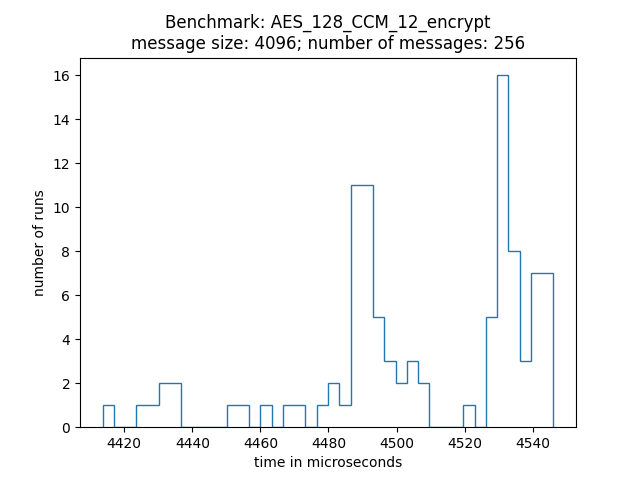 Benchmark: AES_128_CCM_12_encrypt
message size: 4096; number of messages: 256
16
14
12
10
8
6
4
2
0
number of runs
4420 4440 4460 4480 4500 4520 4540
time in microseconds